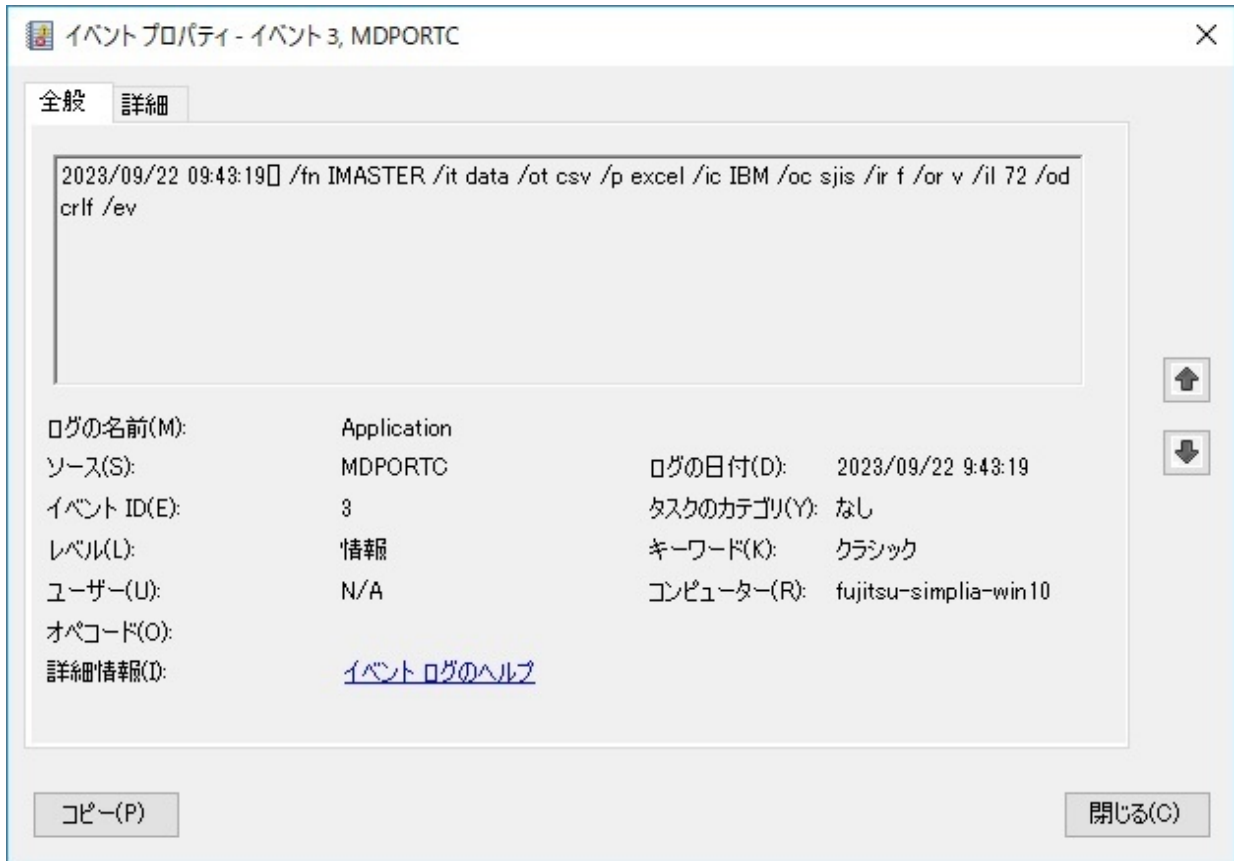 イベント プロパティ - イベント 3, MDPORTC
全般
詳細
2023/09/22 09:43:19▯ /fn IMASTER /it data /ot csv /p excel /ic IBM /oc sjis /ir f /or v /il 72 /od
crlf /ev
ログの名前(M): Application
ソース(S): MDPORTC ログの日付(D): 2023/09/22 9:43:19
イベント ID(E): 3 タスクのカテゴリ(Y): なし
レベル(L): 情報 キーワード(K): クラシック
ユーザー(U): N/A コンピューター(R): fujitsu-simplia-win10
オペコード(O):
詳細情報(I): イベント ログのヘルプ
コピー(P)
閉じる(C)